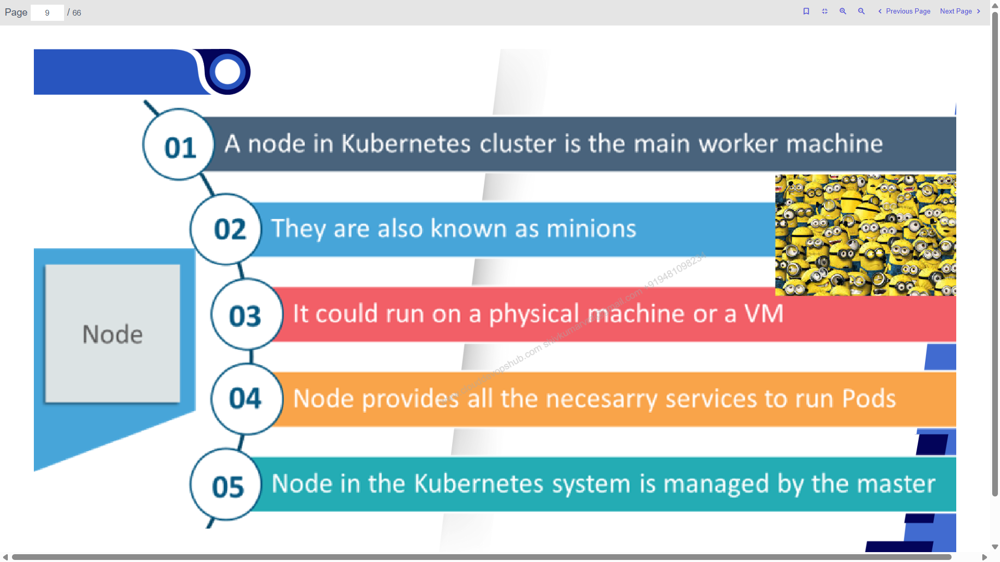 Page 9 / 66
Previous Page Next Page
01 A node in Kubernetes cluster is the main worker machine
02 They are also known as minions
03 It could run on a physical machine or a VM
Node
04 Node provides all the necesarry services to run Pods
05 Node in the Kubernetes system is managed by the master